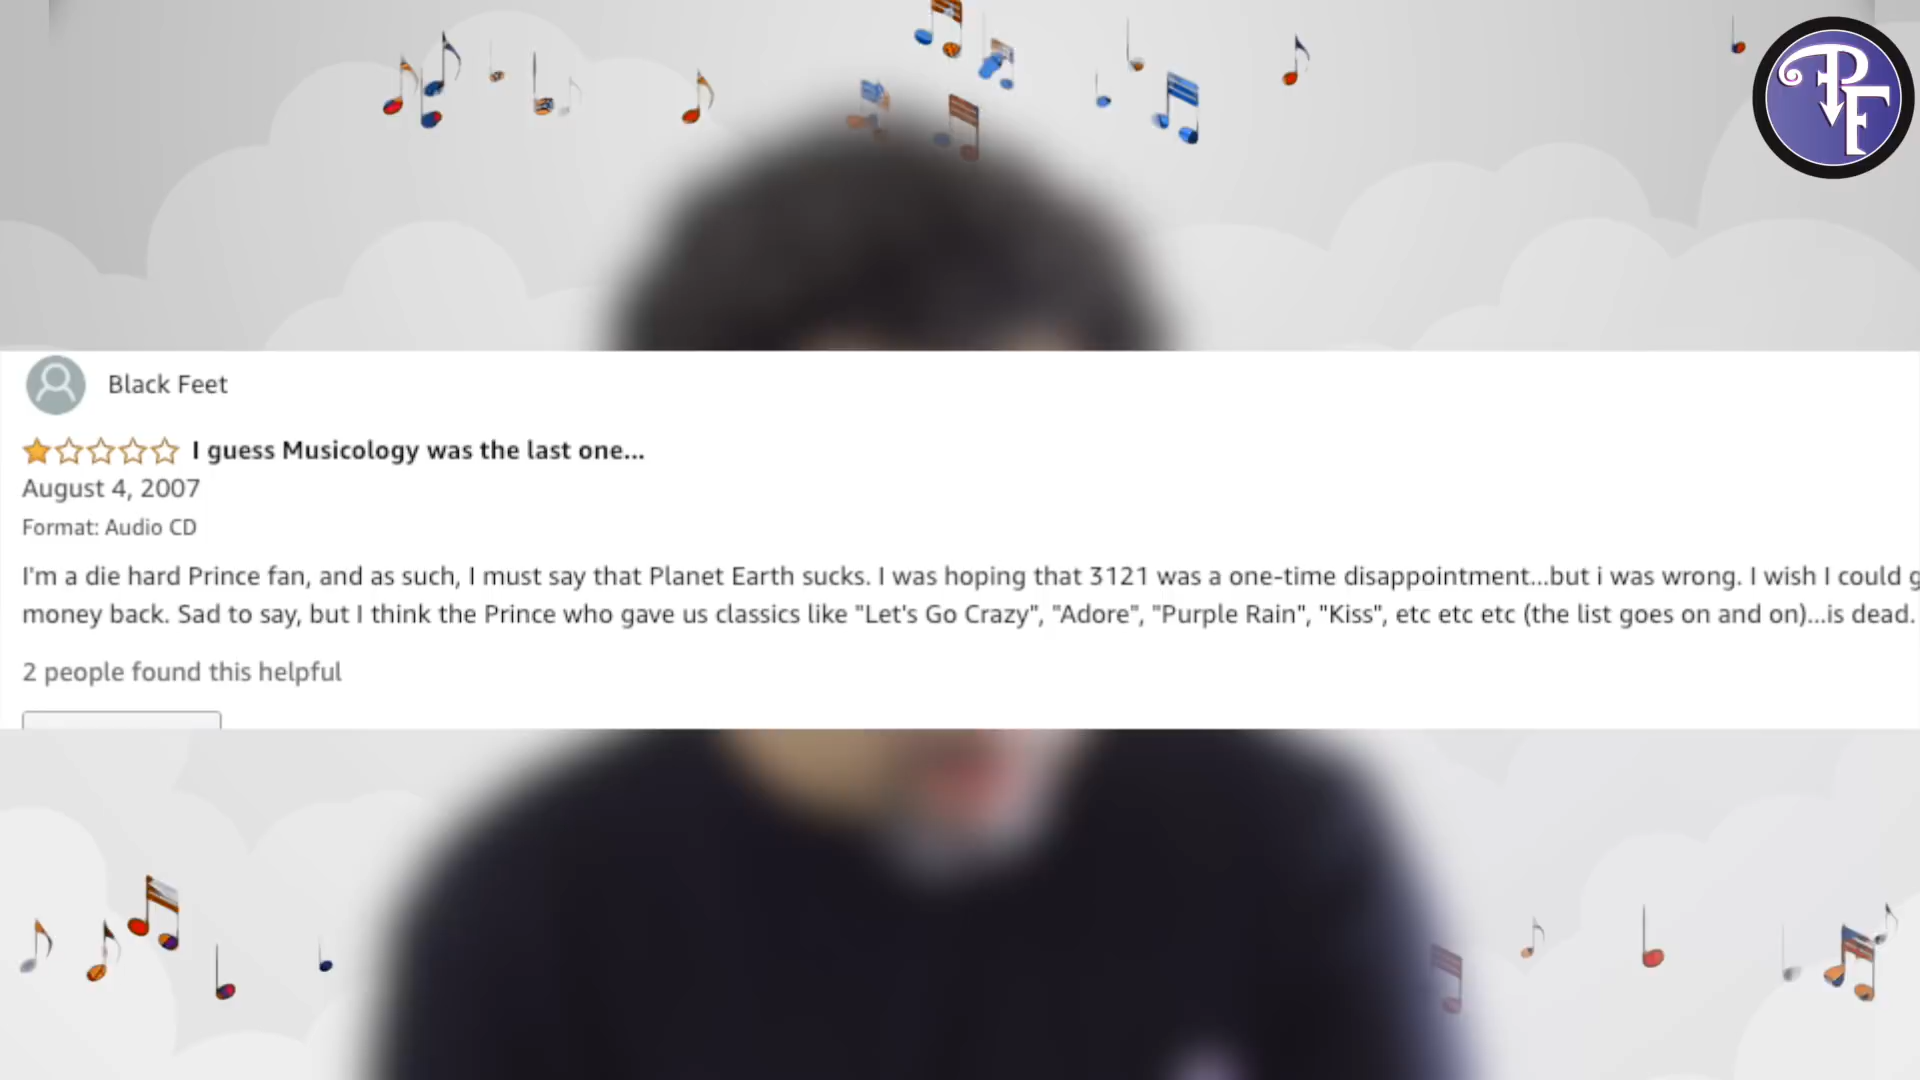 PF
Black Feet
I guess Musicology was the last one...
August 4, 2007
Format: Audio CD
I'm a die hard Prince fan, and as such, I must say that Planet Earth sucks. I was hoping that 3121 was a one-time disappointment...but i was wrong. I wish I could
money back. Sad to say, but I think the Prince who gave us classics like "Let's Go Crazy", "Adore", "Purple Rain", "Kiss", etc etc etc (the list goes on and on)...is dead.
2 people found this helpful